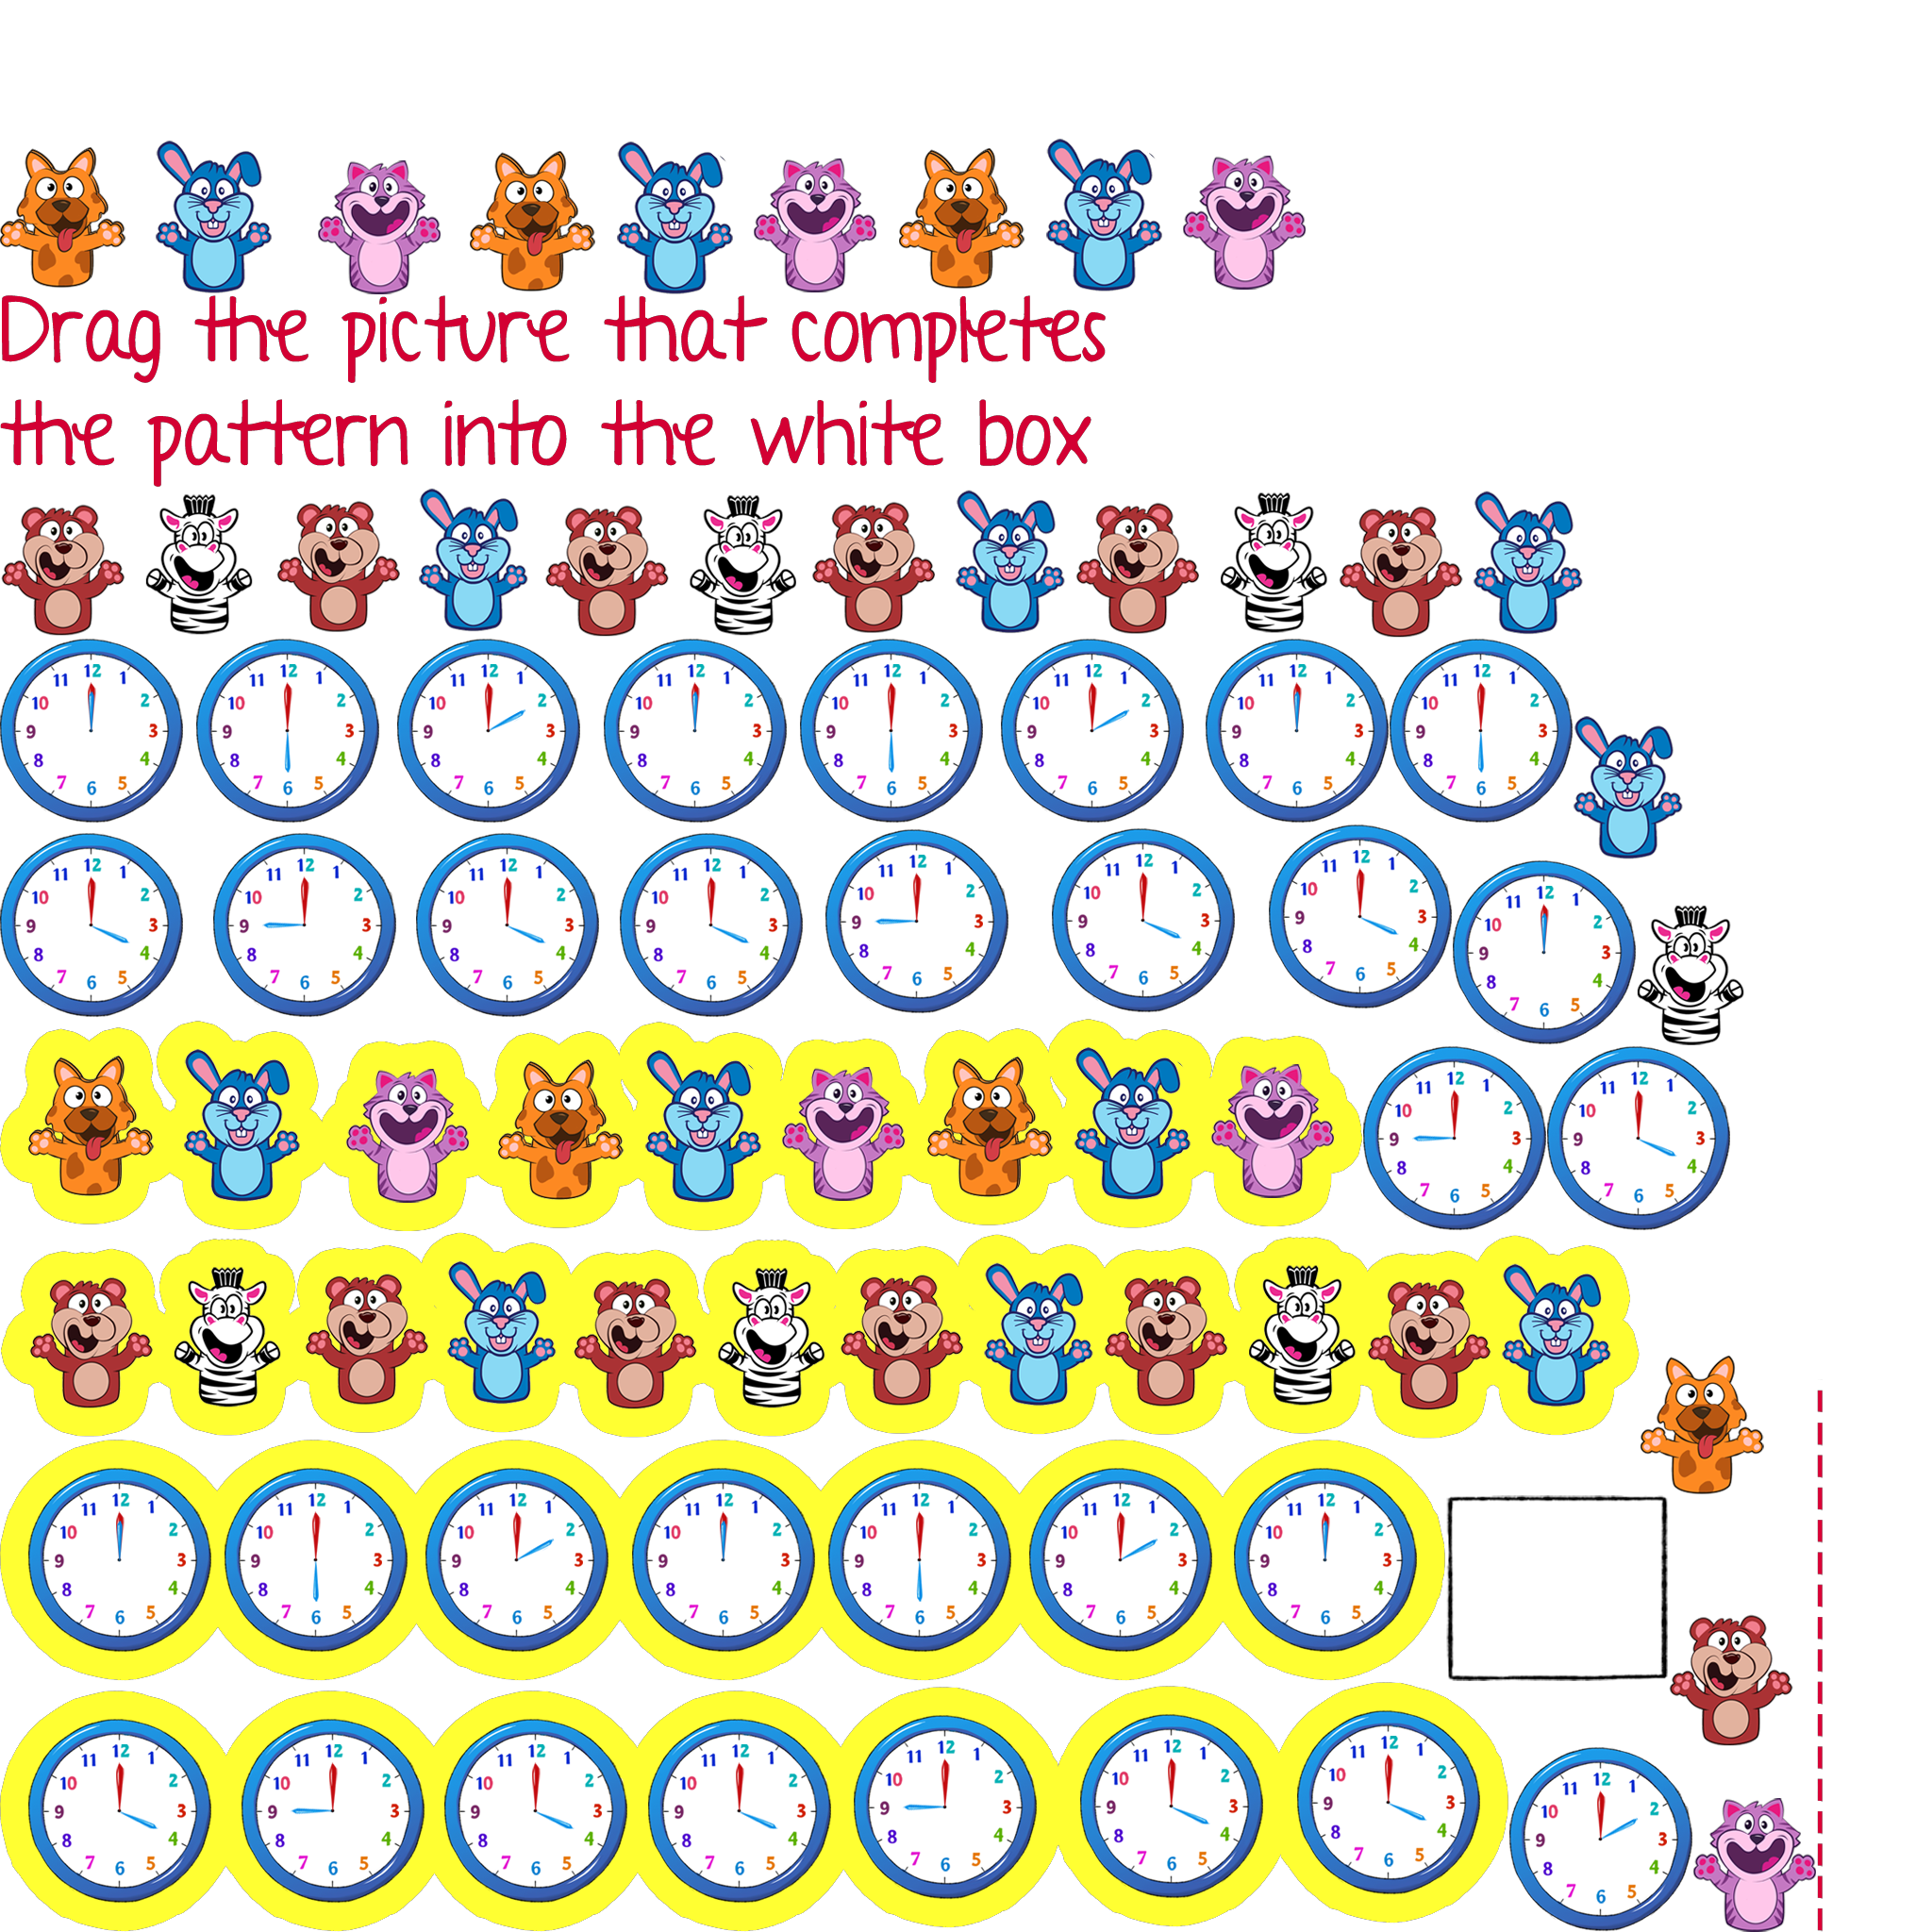 Drag the picture that completes
the pattern into the white box